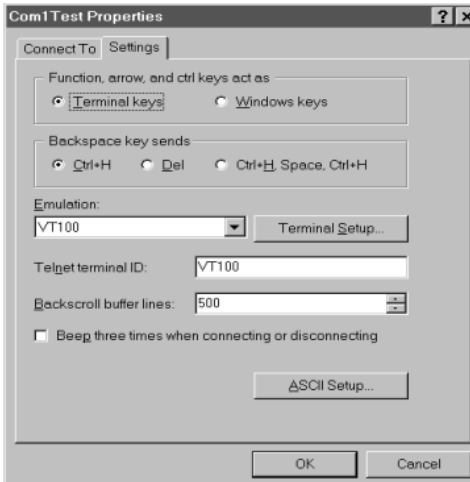 Com1Test Properties
Connect To Settings
Function, arrow, and ctrl keys act as
Terminal keys Windows keys
Backspace key sends
Ctrl+H Del Ctrl+H, Space, Ctrl+H
Emulation:
VT100 Terminal Setup...
Telnet terminal ID: VT100
Backscroll buffer lines: 500
Beep three times when connecting or disconnecting
ASCII Setup...
OK Cancel